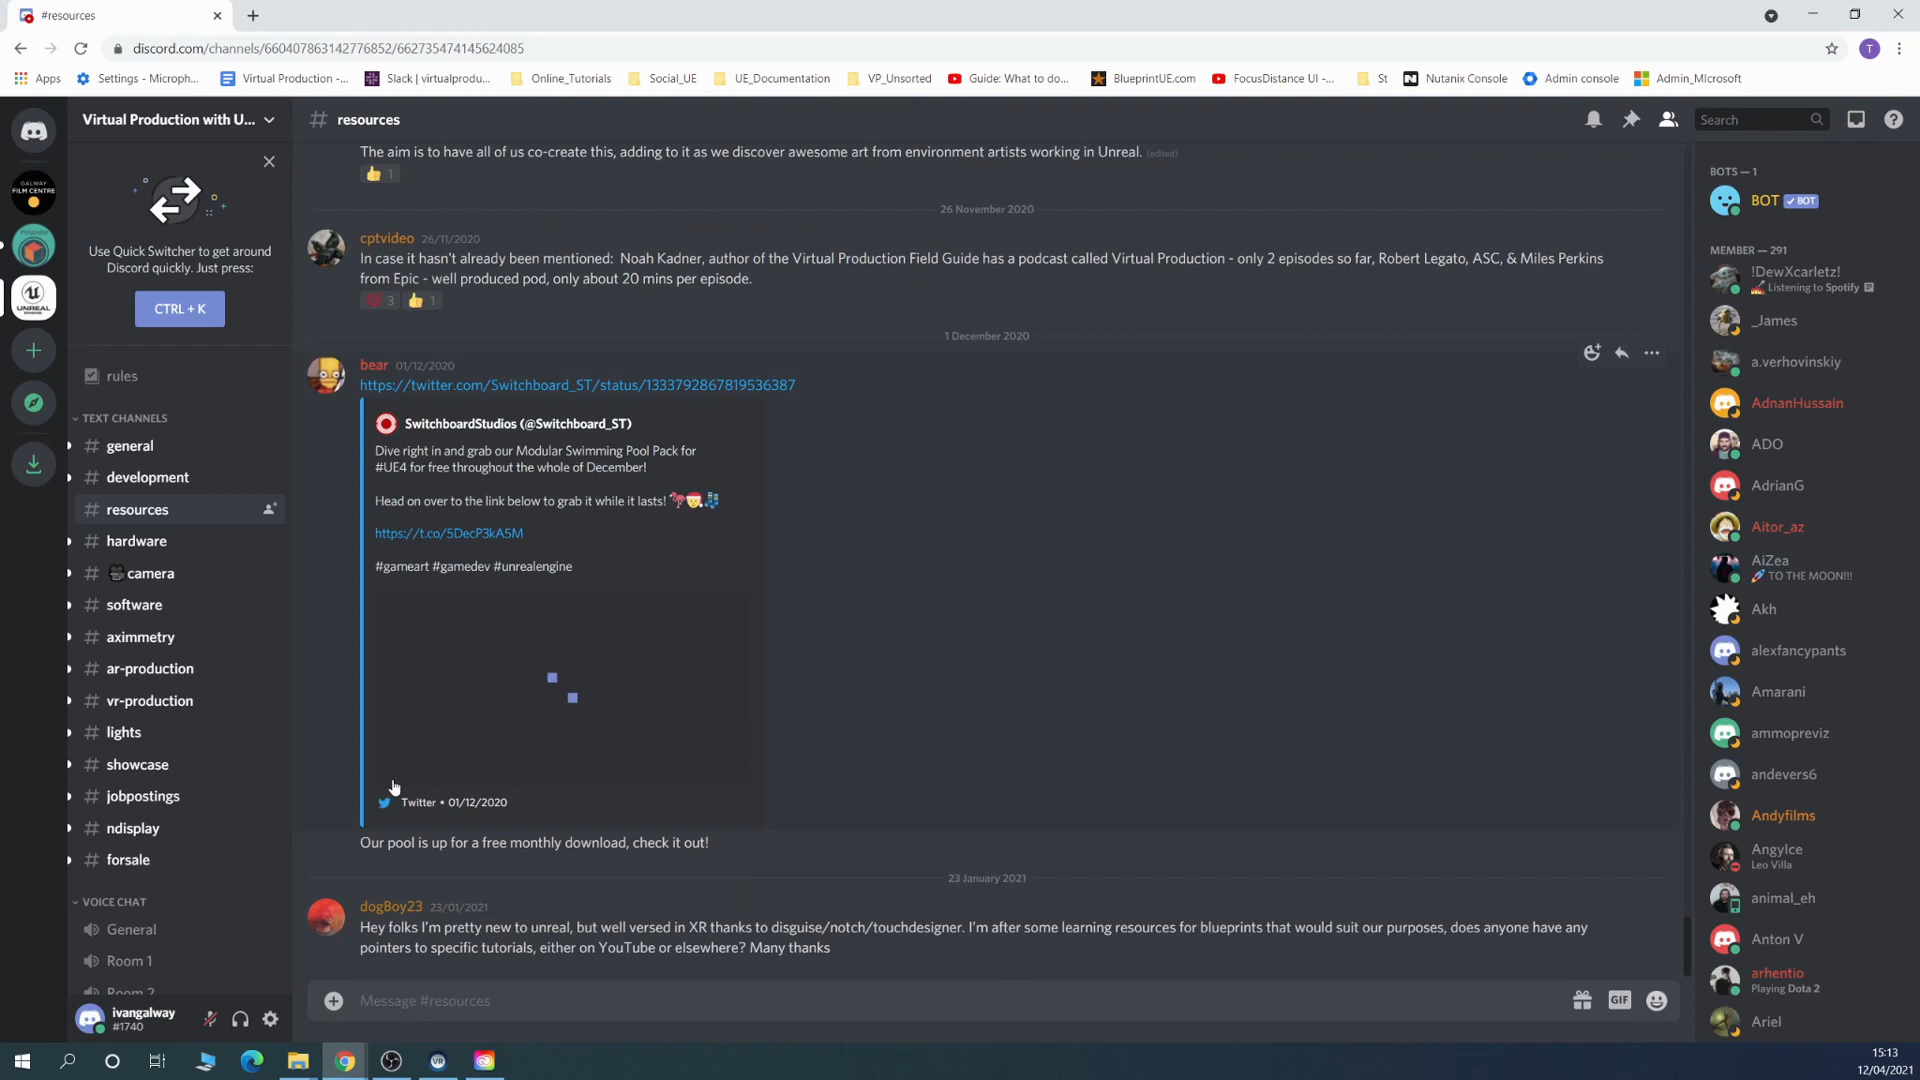 #resources
discord.com/channels/660407863142776852/662735474145624085
T
Apps
Settings - Microph...
Virtual Production -...
Slack | virtualprodu...
Online_Tutorials
Social_UE
UE_Documentation
VP_Unsorted
Guide: What to do...
BlueprintUE.com
FocusDistance UI -...
St
Nutanix Console
Admin console
Admin_MIcrosoft
Virtual Production with U...
# resources
Search
GALWAY
FILM CENTRE
UNREAL
Use Quick Switcher to get around
Discord quickly. Just press:
CTRL + K
rules
TEXT CHANNELS
# general
# development
# resources
# hardware
# 🎥camera
# software
# aximmetry
# ar-production
# vr-production
# lights
# showcase
# jobpostings
# ndisplay
# forsale
VOICE CHAT
General
Room 1
Room 2
ivangalway
#1740
The aim is to have all of us co-create this, adding to it as we discover awesome art from environment artists working in Unreal. (edited)
👍 1
26 November 2020
cptvideo 26/11/2020
In case it hasn't already been mentioned: Noah Kadner, author of the Virtual Production Field Guide has a podcast called Virtual Production - only 2 episodes so far, Robert Legato, ASC, & Miles Perkins
from Epic - well produced pod, only about 20 mins per episode.
💯 3 👍 1
1 December 2020
bear 01/12/2020
https://twitter.com/Switchboard_ST/status/1333792867819536387
SwitchboardStudios (@Switchboard_ST)
Dive right in and grab our Modular Swimming Pool Pack for
#UE4 for free throughout the whole of December!
Head on over to the link below to grab it while it lasts!
https://t.co/5DecP3kA5M
#gameart #gamedev #unrealengine
Twitter • 01/12/2020
Our pool is up for a free monthly download, check it out!
23 January 2021
dogBoy23 23/01/2021
Hey folks I'm pretty new to unreal, but well versed in XR thanks to disguise/notch/touchdesigner. I'm after some learning resources for blueprints that would suit our purposes, does anyone have any
pointers to specific tutorials, either on YouTube or elsewhere? Many thanks
Message #resources
GIF
BOTS — 1
BOT ✓ BOT
MEMBER — 291
!DewXcarletz!
Listening to Spotify
_James
a.verhovinskiy
AdnanHussain
ADO
AdrianG
Aitor_az
AiZea
🚀 TO THE MOON!!!
Akh
alexfancypants
Amarani
ammopreviz
andevers6
Andyfilms
AngyIce
Leo Villa
animal_eh
Anton V
arhentio
Playing Dota 2
Ariel
15:13
12/04/2021